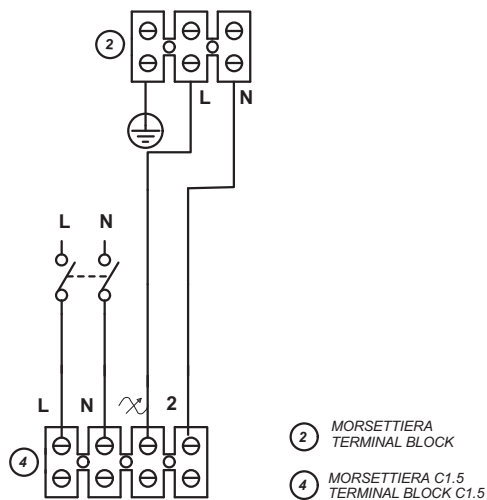 2
L N
L N
L N 2
4
2 MORSETTIERA
TERMINAL BLOCK
4 MORSETTIERA C1.5
TERMINAL BLOCK C1.5